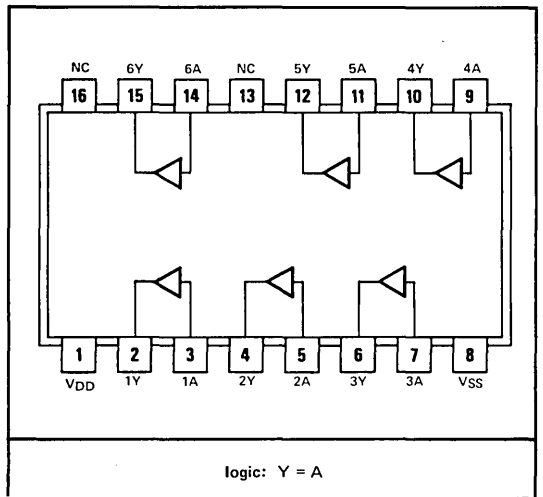 NC 6Y 6A NC 5Y 5A 4Y 4A
16 15 14 13 12 11 10 9
1 2 3 4 5 6 7 8
VDD 1Y 1A 2Y 2A 3Y 3A VSS
logic: Y = A